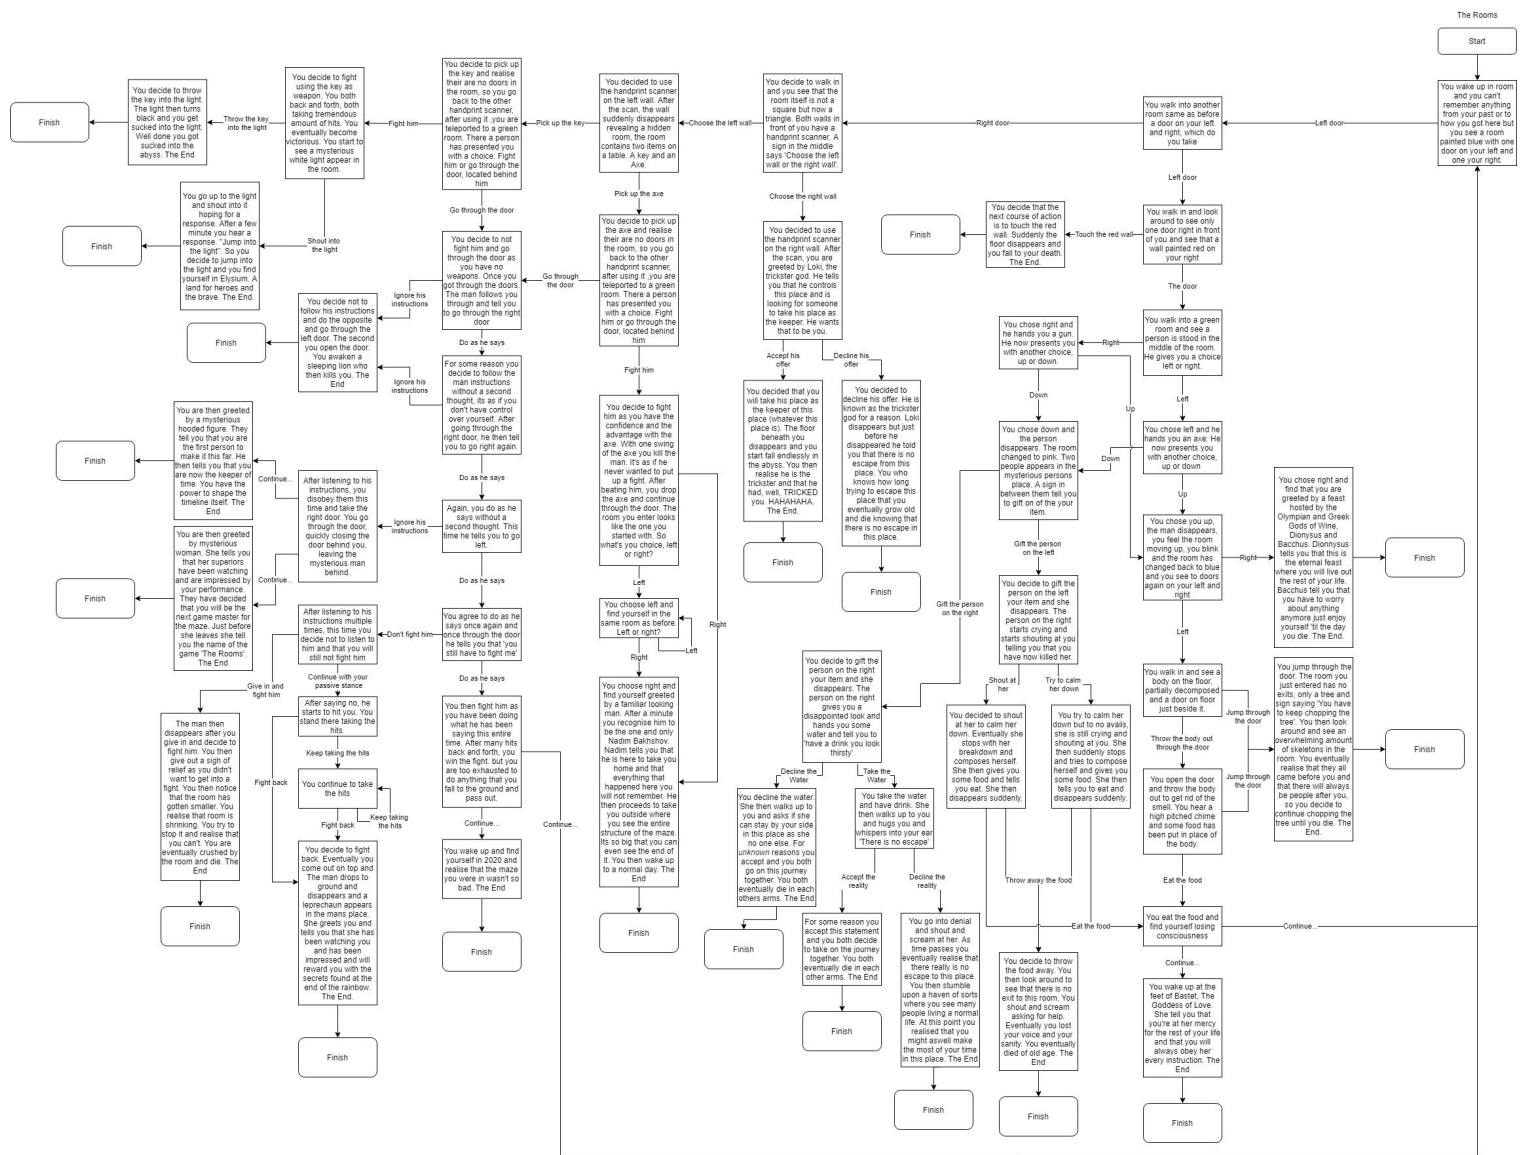 The Rooms
Start
You wake up in
room and you can't
remember anything
from your past or to
how you got here but
you see a room
painted blue with one
door on your left and
one your right.
Left door
You walk into another
room same as before
a door on your left
and right, which do
you take
Right door
You decide to walk in
and you see that the
room itself is not a
square but now a
triangle. Both walls in
front of you have a
handprint scanner. A
sign in the middle
says 'Choose the left
wall or the right wall'.
Choose the left wall
You decided to use
the handprint scanner
on the left wall. After
the scan, the wall
suddenly disappears
revealing a hidden
room, the room
contains two items on
a table. A key and an
Axe.
Pick up the key
You decide to pick up
the key and realise
their are no doors in
the room, so you go
back to the other
handprint scanner,
after using it ,you are
teleported to a green
room. There a person
has presented you
with a choice. Fight
him or go through the
door, located behind
him
Fight him
You decide to fight
using the key as
weapon. You both
back and forth, both
taking tremendous
amount of hits. You
eventually become
victorious. You start to
see a mysterious
white light appear in
the room.
Throw the key
into the light
You decide to throw
the key into the light.
The light then turns
black and you get
sucked into the light.
Well done you got
sucked into the
abyss. The End
Finish
Shout into
the light
You go up to the light
and shout into it
hoping for a
response. After a few
minute you hear a
response. "Jump into
the light". So you
decide to jump into
the light and you find
yourself in Elysium. A
land for heroes and
the brave. The End.
Finish
Go through the door
You decide to not
fight him and go
through the door as
you have no
weapons. Once you
got through the doors.
The man follows you
through and tell you
to go through the right
door
Ignore his
instructions
You decide not to
follow his instructions
and do the opposite
and go through the
left door. The second
you open the door.
You awaken a
sleeping lion who
then kills you. The
End
Finish
Do as he says
For some reason you
decide to follow the
man instructions
without a second
thought, its as if you
don't have control
over yourself. After
going through the
right door, he then tell
you to go right again.
Ignore his
instructions
Do as he says
Again, you do as he
says without a
second thought. This
time he tells you to go
left.
Ignore his
instructions
After listening to his
instructions, you
disobey them this
time and take the
right door. You go
through the door,
quickly closing the
door behind you,
leaving the
mysterious man
behind.
Continue...
You are then greeted
by a mysterious
hooded figure. They
tell you that you are
the first person to
make it this far. He
then tells you that you
are now the keeper of
time. You have the
power to shape the
timeline itself. The
End
Finish
Continue...
You are then greeted
by mysterious
woman. She tells you
that her superiors
have been watching
and are impressed by
your performance.
They have decided
that you will be the
next game master for
the maze. Just before
she leaves she tell
you the name of the
game 'The Rooms'.
The End
Finish
Do as he says
You agree to do as he
says once again and
once through the door
he tells you that 'you
still have to fight me'
Don't fight him
After listening to his
instructions multiple
times, this time you
decide not to listen to
him and that you will
still not fight him
Give in and
fight him
The man then
disappears after you
give in and decide to
fight him. You then
give out a sigh of
relief as you didn't
want to get into a
fight. You then notice
that the room has
gotten smaller. You
realise that room is
shrinking. You try to
stop it and realise that
you can't. You are
eventually crushed by
the room and die. The
End
Finish
Continue with your
passive stance
After saying no, he
starts to hit you. You
stand there taking the
hits.
Keep taking the hits
You continue to take
the hits
Keep taking
the hits
Fight back
Fight back
You decide to fight
back. Eventually you
come out on top and
The man drops to
ground and
disappears and a
leprechaun appears
in the mans place.
She greets you and
tells you that she has
been watching you
and has been
impressed and will
reward you with the
secrets found at the
end of the rainbow.
The End.
Finish
Do as he says
You then fight him as
you have been doing
what he has been
saying this entire
time. After many hits
back and forth, you
win the fight. but you
are too exhausted to
do anything that you
fall to the ground and
pass out.
Continue...
Continue...
You wake up and find
yourself in 2020 and
realise that the maze
you were in wasn't so
bad. The End
Finish
Pick up the axe
You decide to pick up
the axe and realise
their are no doors in
the room, so you go
back to the other
handprint scanner,
after using it ,you are
teleported to a green
room. There a person
has presented you
with a choice. Fight
him or go through the
door, located behind
him
Go through
the door
Fight him
You decide to fight
him as you have the
confidence and the
advantage with the
axe. With one swing
of the axe you kill the
man. It's as if he
never wanted to put
up a fight. After
beating him, you drop
the axe and continue
through the door. The
room you enter looks
like the one you
started with. So
what's you choice, left
or right?
Left
You choose left and
find yourself in the
same room as before.
Left or right?
Left
Right
Right
You choose right and
find yourself greeted
by a familiar looking
man. After a minute
you recognise him to
be the one and only
Nadim Bakhshov.
Nadim tells you that
he is here to take you
home and that
everything that
happened here you
will not remember. He
then proceeds to take
you outside where
you see the entire
structure of the maze.
Its so big that you can
even see the end of
it. You then wake up
to a normal day. The
End
Finish
Choose the right wall
You decided to use
the handprint scanner
on the right wall. After
the scan, you are
greeted by Loki, the
trickster god. He tells
you that he controls
this place and is
looking for someone
to take his place as
the keeper. He wants
that to be you.
Accept his
offer
You decided that you
will take his place as
the keeper of this
place (whatever this
place is). The floor
beneath you
disappears and you
start fall endlessly in
the abyss. You then
realise he is the
trickster and that he
had, well, TRICKED
you. HAHAHAHA.
The End.
Finish
Decline his
offer
You decided to
decline his offer. He is
known as the trickster
god for a reason. Loki
disappears but just
before he
disappeared he told
you that there is no
escape from this
place. You who
knows how long
trying to escape this
place that you
eventually grow old
and die knowing that
there is no escape in
this place.
Finish
Left door
You walk in and look
around to see only
one door right in front
of you and see that a
wall painted red on
your right
Touch the red wall
You decide that the
next course of action
is to touch the red
wall. Suddenly the
floor disappears and
you fall to your death.
The End.
Finish
The door
You walk into a green
room and see a
person is stood in the
middle of the room.
He gives you a choice
left or right.
Right
You chose right and
he hands you a gun.
He now presents you
with another choice,
up or down.
Down
Up
Left
You chose left and he
hands you an axe. He
now presents you
with another choice,
up or down
Down
You chose down and
the person
disappears. The room
changed to pink. Two
people appears in the
mysterious persons
place. A sign in
between them tell you
to gift on of the your
item.
Gift the person
on the left
You decide to gift the
person on the left
your item and she
disappears. The
person on the right
starts crying and
starts shouting at you
telling you that you
have now killed her.
Gift the person
on the right
You decide to gift the
person on the right
your item and she
disappears. The
person on the right
gives you a
disappointed look and
hands you some
water and tell you to
'have a drink you look
thirsty'
Decline the
Water
You decline the water.
She then walks up to
you and asks if she
can stay by your side
in this place as she
no one else. For
unknown reasons you
accept and you both
go on this journey
together. You both
eventually die in each
others arms. The End
Finish
Take the
Water
You take the water
and have drink. She
then walks up to you
and hugs you and
whispers into your ear
'There is no escape'
Accept the
reality
For some reason you
accept this statement
and you both decide
to take on the journey
together. You both
eventually die in each
other arms. The End
Finish
Decline the
reality
You go into denial
and shout and
scream at her. As
time passes you
eventually realise that
there really is no
escape to this place.
You then stumble
upon a haven of sorts
where you see many
people living a normal
life. At this point you
realised that you
might aswell make
the most of your time
in this place. The End
Finish
Shout at
her
You decided to shout
at her to calm her
down. Eventually she
stops with her
breakdown and
composes herself.
She then gives you
some food and tells
you eat. She then
disappears suddenly.
Try to calm
her down
You try to calm her
down but to no avails,
she is still crying and
shouting at you. She
then suddenly stops
and tries to compose
herself and gives you
some food. She then
tells you to eat and
disappears suddenly.
Throw away the food
You decide to throw
the food away. You
then look around to
see that there is no
exit to this room. You
shout and scream
asking for help.
Eventually you lost
your voice and your
sanity. You eventually
died of old age. The
End
Finish
Eat the food
Up
You chose you up,
the man disappears,
you feel the room
moving up, you blink
and the room has
changed back to blue
and you see to doors
again on your left and
right
Right
You chose right and
find that you are
greeted by a feast
hosted by the
Olympian and Greek
Gods of Wine,
Dionysus and
Bacchus. Dionnysus
tells you that this is
the eternal feast
where you will live out
the rest of your life.
Bacchus tell you that
you have to worry
about anything
anymore just enjoy
yourself 'til the day
you die. The End.
Finish
Left
You walk in and see a
body on the floor,
partially decomposed
and a door on floor
just beside it.
Jump through
the door
You jump through the
door. The room you
just entered has no
exits, only a tree and
sign saying 'You have
to keep chopping the
tree'. You then look
around and see an
overwhelming amount
of skeletons in the
room. You eventually
realise that they all
came before you and
that there will always
be people after you,
so you decide to
continue chopping the
tree until you die. The
End.
Finish
Throw the body out
through the door
You open the door
and throw the body
out to get rid of the
smell. You hear a
high pitched chime
and some food has
been put in place of
the body.
Jump through
the door
Eat the food
You eat the food and
find yourself losing
consciousness
Continue...
Continue...
You wake up at the
feet of Bastet, The
Goddess of Love.
She tell you that
you're at her mercy
for the rest of your life
and that you will
always obey her
every instruction. The
End
Finish